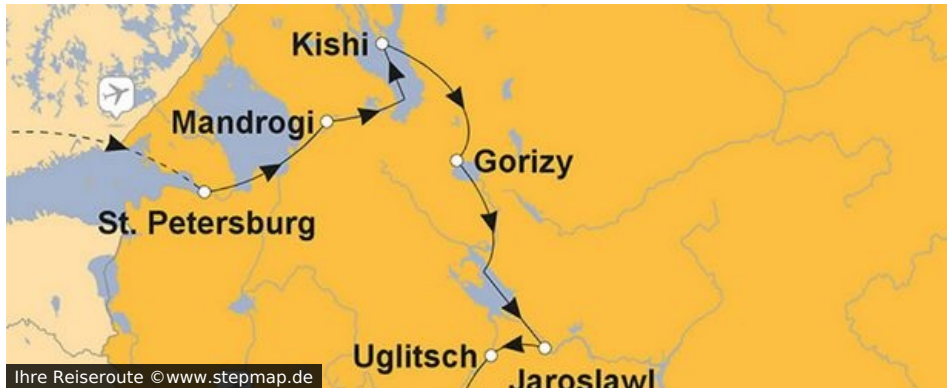 Kishi
Mandrogi
Gorizy
St. Petersburg
Uglitsch
Jaroslawl
Ihre Reiseroute ©www.stepmap.de